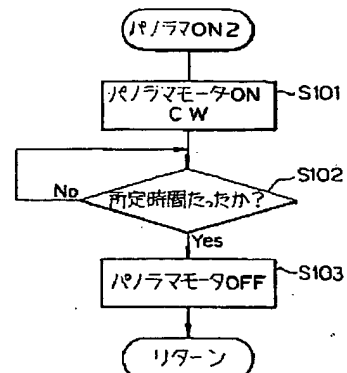 パノラマON2
パノラマモータON
CW
S101
所定時間たったか?
S102
No
Yes
パノラマモータOFF
S103
リターン